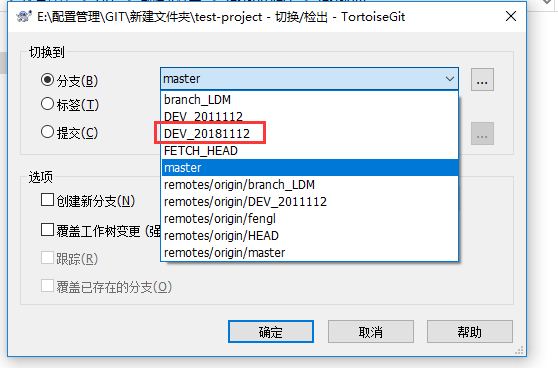 E:\配置管理\GIT\新建文件夹\test-project - 切换/检出 - TortoiseGit
切换到
分支(B)
master
...
标签(T)
提交(C)
...
branch_LDM
DEV_2011112
DEV_20181112
FETCH_HEAD
master
remotes/origin/branch_LDM
remotes/origin/DEV_2011112
remotes/origin/fengl
remotes/origin/HEAD
remotes/origin/master
选项
创建新分支(N)
覆盖工作树变更 (强
跟踪(R)
覆盖已存在的分支(O)
确定
取消
帮助